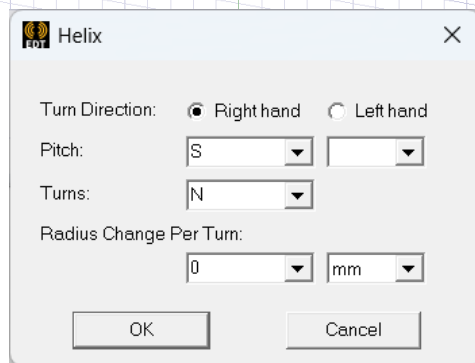 EDT Helix
Turn Direction: Right hand Left hand
Pitch: S
Turns: N
Radius Change Per Turn:
0 mm
OK Cancel